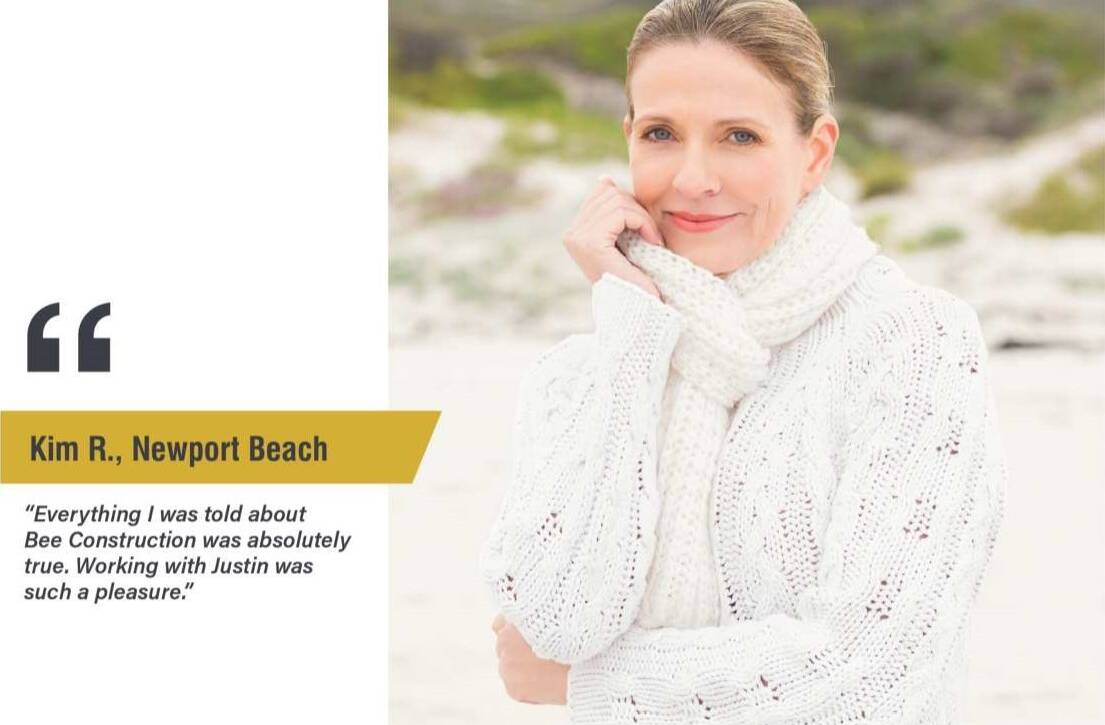 “
Kim R., Newport Beach
“Everything I was told about
Bee Construction was absolutely
true. Working with Justin was
such a pleasure.”